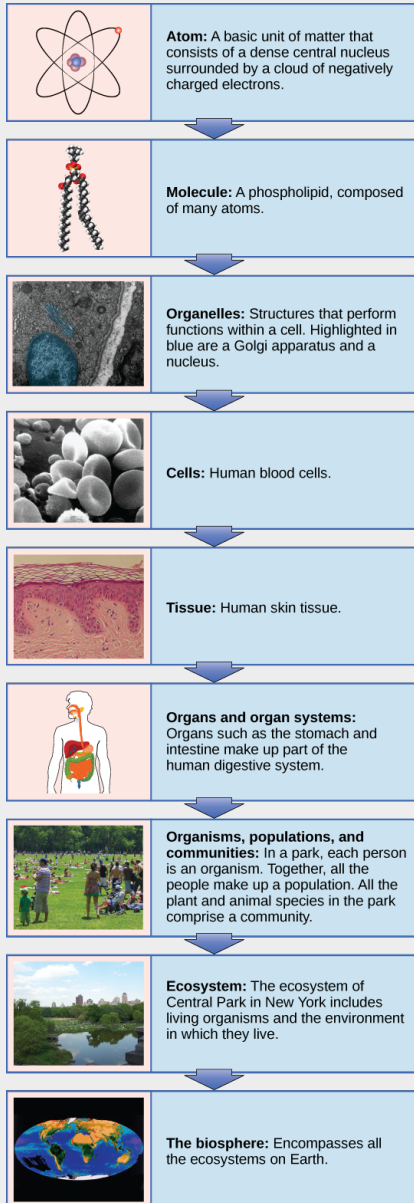 Atom: A basic unit of matter that
consists of a dense central nucleus
surrounded by a cloud of negatively
charged electrons.
Molecule: A phospholipid, composed
of many atoms.
Organelles: Structures that perform
functions within a cell. Highlighted in
blue are a Golgi apparatus and a
nucleus.
Cells: Human blood cells.
Tissue: Human skin tissue.
Organs and organ systems:
Organs such as the stomach and
intestine make up part of the
human digestive system.
Organisms, populations, and
communities: In a park, each person
is an organism. Together, all the
people make up a population. All the
plant and animal species in the park
comprise a community.
Ecosystem: The ecosystem of
Central Park in New York includes
living organisms and the environment
in which they live.
The biosphere: Encompasses all
the ecosystems on Earth.